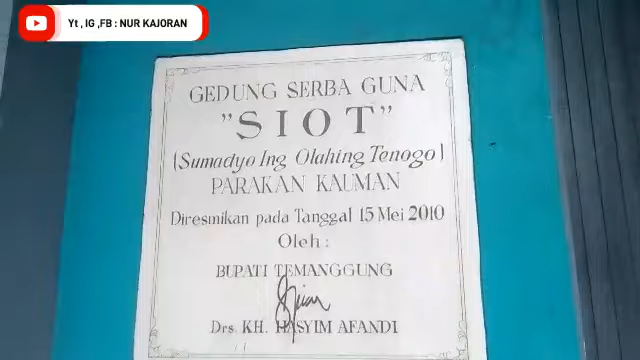 Yt , IG ,FB : NUR KAJORAN
GEDUNG SERBA GUNA
"SIOT"
(Sumadyo Ing Olahing Tenogo)
PARAKAN KAUMAN
Diresmikan pada Tanggal 15 Mei 2010
Oleh :
BUPATI TEMANGGUNG
Drs. KH. HASYIM AFANDI